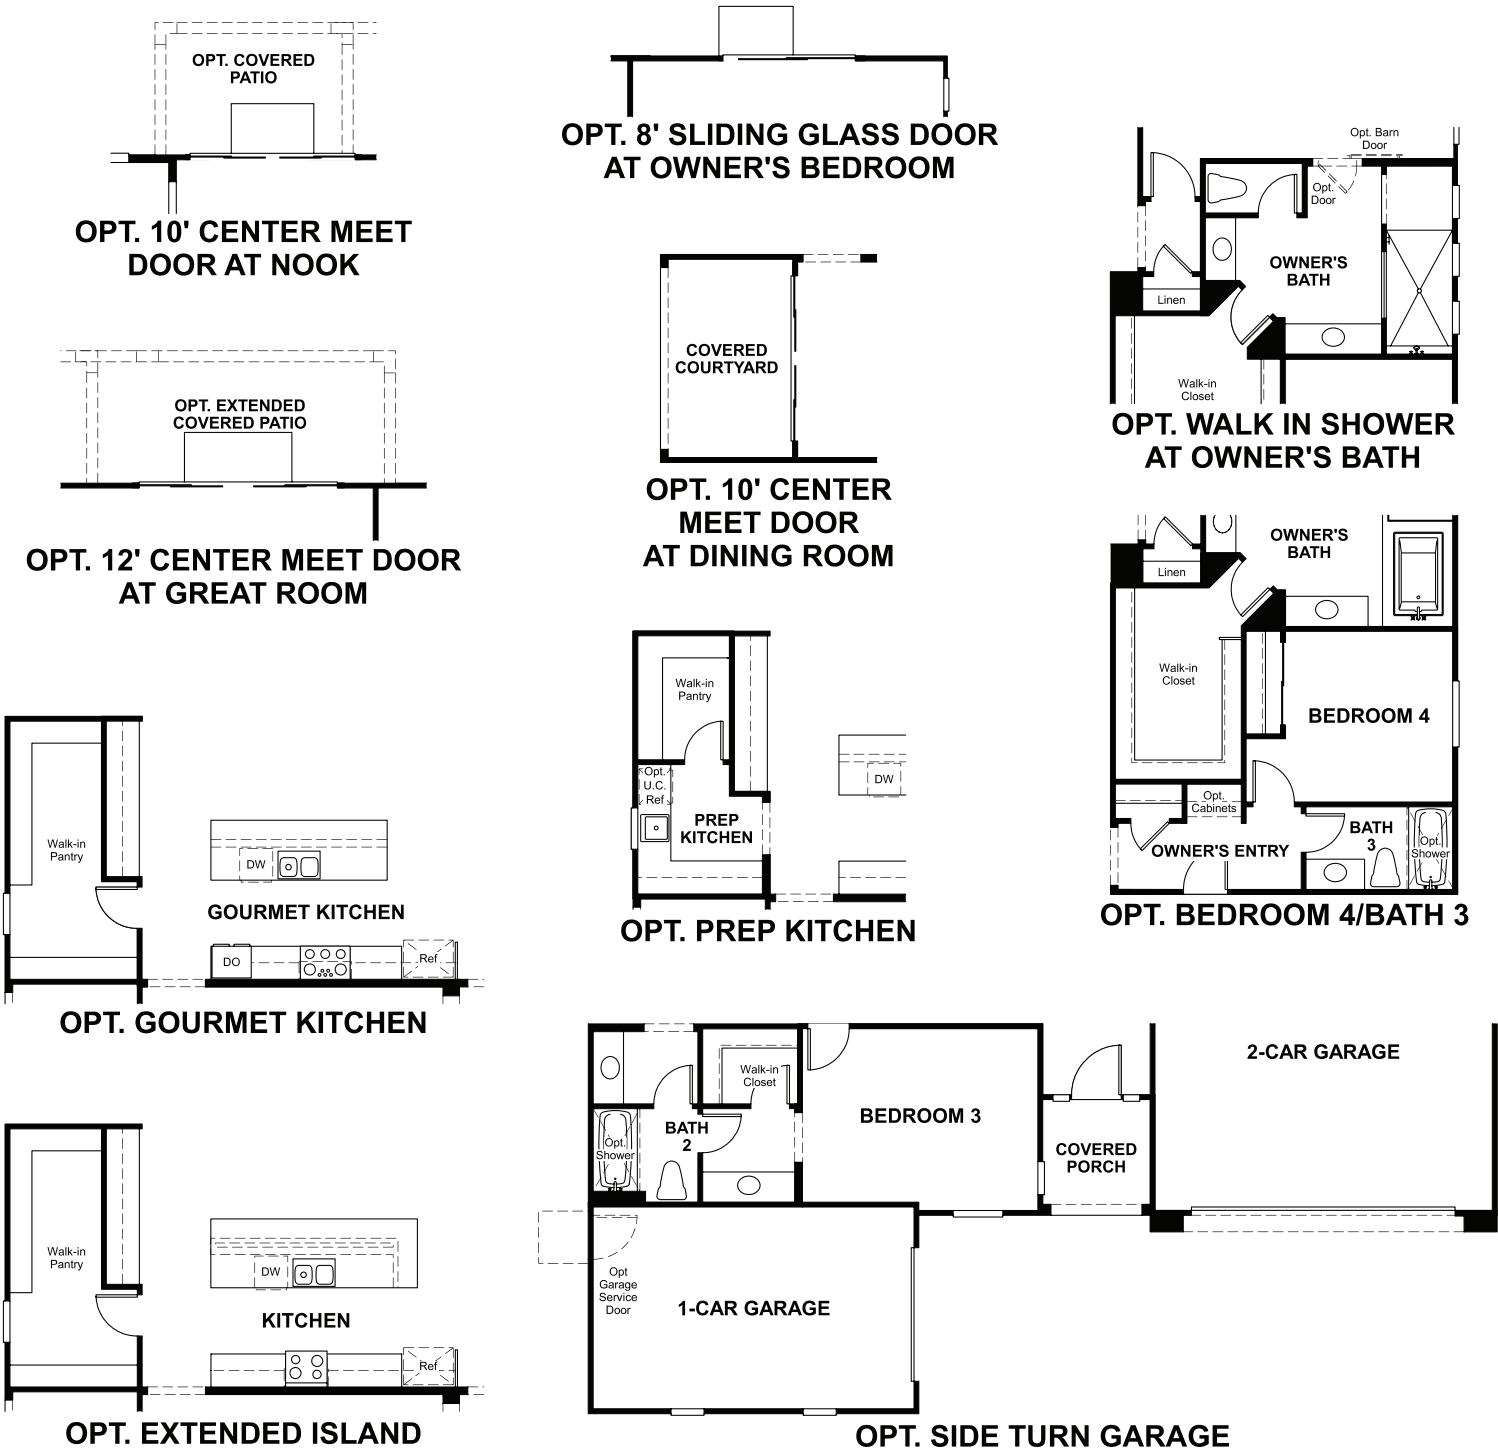 OPT. COVERED
PATIO
OPT. 10' CENTER MEET
DOOR AT NOOK
OPT. 8' SLIDING GLASS DOOR
AT OWNER'S BEDROOM
Opt. Barn
Door
Opt.
Door
OWNER'S
BATH
Linen
Walk-in
Closet
OPT. WALK IN SHOWER
AT OWNER'S BATH
COVERED
COURTYARD
OPT. 10' CENTER
MEET DOOR
AT DINING ROOM
OPT. EXTENDED
COVERED PATIO
OPT. 12' CENTER MEET DOOR
AT GREAT ROOM
OWNER'S
BATH
Linen
Walk-in
Closet
BEDROOM 4
Opt.
Cabinets
OWNER'S ENTRY
BATH
3
Opt.
Shower
OPT. BEDROOM 4/BATH 3
Walk-in
Pantry
Opt.
U.C.
Ref
PREP
KITCHEN
DW
OPT. PREP KITCHEN
Walk-in
Pantry
DW
GOURMET KITCHEN
DO
Ref
OPT. GOURMET KITCHEN
Walk-in
Pantry
DW
KITCHEN
Ref
OPT. EXTENDED ISLAND
Walk-in
Closet
BATH
2
Opt.
Shower
BEDROOM 3
COVERED
PORCH
2-CAR GARAGE
Opt
Garage
Service
Door
1-CAR GARAGE
OPT. SIDE TURN GARAGE